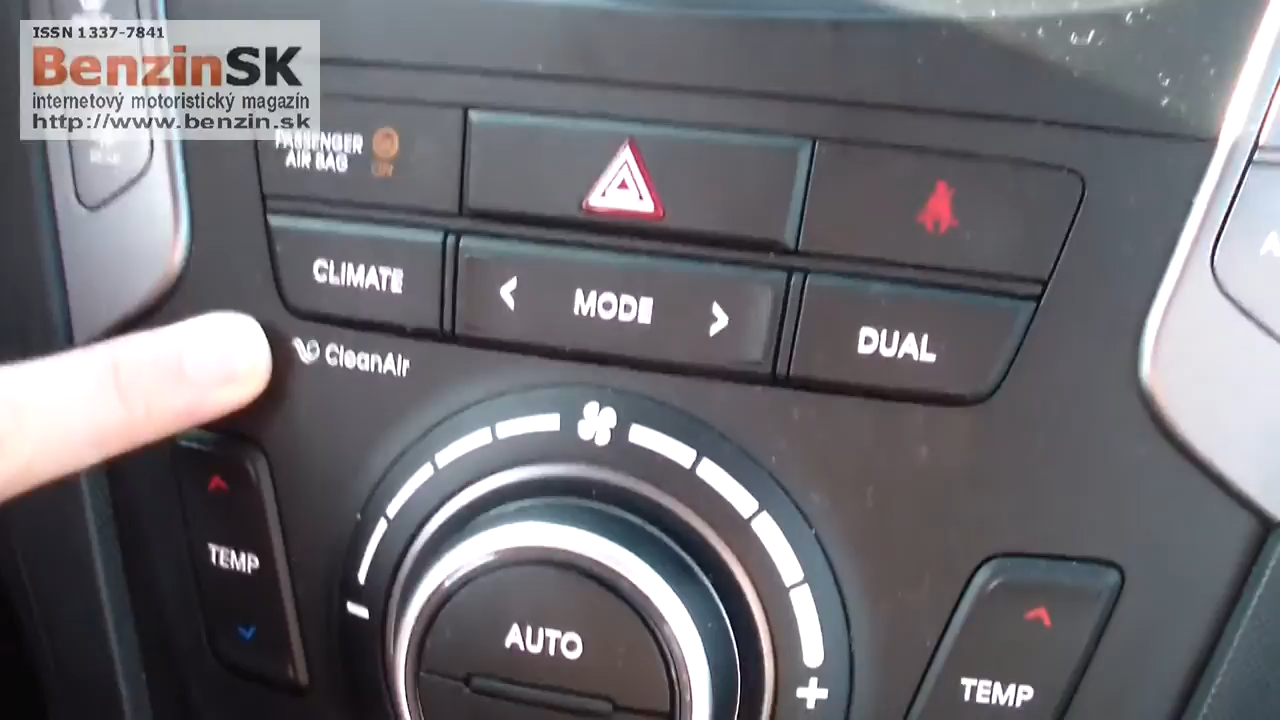 ISSN 1337-7841
BenzinSK
internetový motoristický magazín
http://www.benzin.sk
PASSENGER
AIR BAG
CLIMATE
< MODE >
DUAL
CleanAir
TEMP
AUTO
TEMP